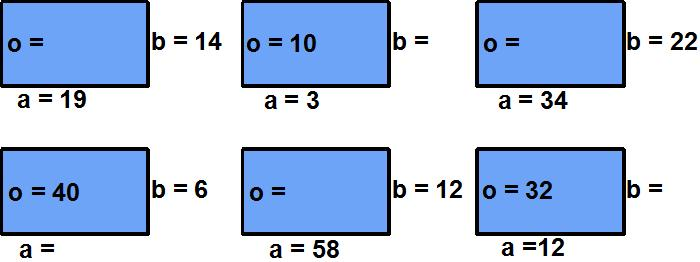 o = b = 14 o = 10 b = o = b = 22
a = 19 a = 3 a = 34
o = 40 b = 6 o = b = 12 o = 32 b =
a = a = 58 a =12